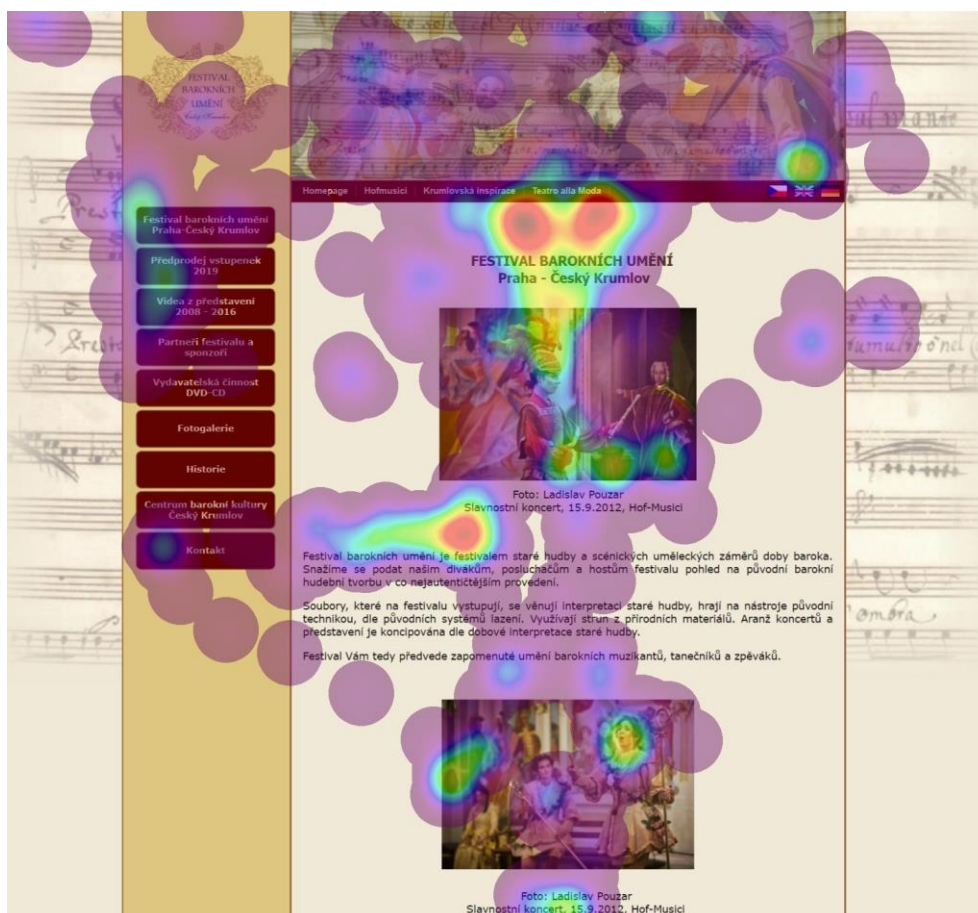 FESTIVAL
BAROKNÍCH
UMĚNÍ
Český Krumlov
Homepage Hofmusici Krumlovská inspirace Teatro alla Moda
Festival barokních umění
Praha-Český Krumlov
Předprodej vstupenek
2019
Videa z představení
2008 - 2016
Partneři festivalu a
sponzoři
Vydavatelská činnost
DVD-CD
Fotogalerie
Historie
Centrum barokní kultury
Český Krumlov
Kontakt
FESTIVAL BAROKNÍCH UMĚNÍ
Praha - Český Krumlov
Foto: Ladislav Pouzar
Slavnostní koncert, 15.9.2012, Hof-Musici
Festival barokních umění je festivalem staré hudby a scénických uměleckých záměrů doby baroka.
Snažíme se podat našim divákům, posluchačům a hostům festivalu pohled na původní barokní
hudební tvorbu v co nejautentičtějším provedení.
Soubory, které na festivalu vystupují, se věnují interpretaci staré hudby, hrají na nástroje původní
technikou, dle původních systémů lazení. Využívají strun z přírodních materiálů. Aranž koncertů a
představení je koncipována dle dobové interpretace staré hudby.
Festival Vám tedy předvede zapomenuté umění barokních muzikantů, tanečníků a zpěváků.
Foto: Ladislav Pouzar
Slavnostní koncert, 15.9.2012, Hof-Musici